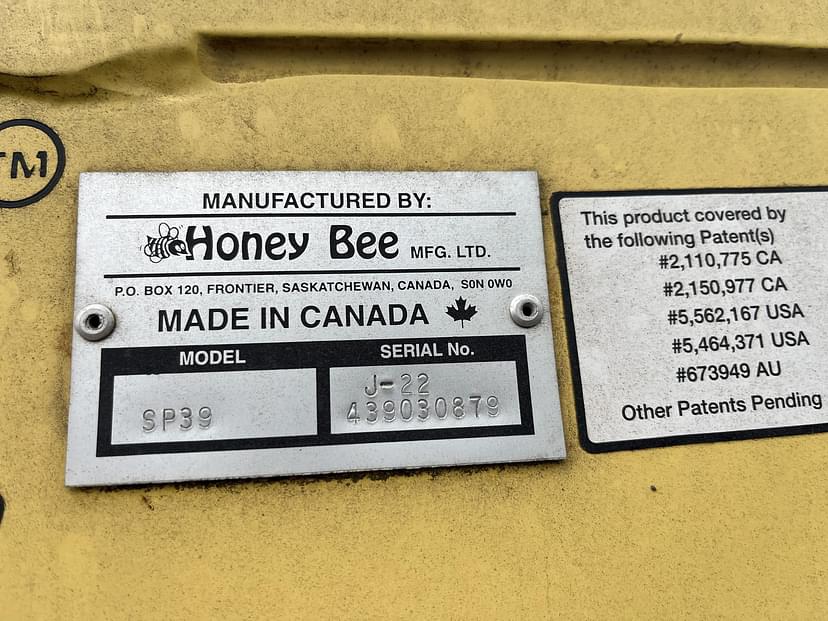 TM
MANUFACTURED BY:
Honey Bee MFG. LTD.
P.O. BOX 120, FRONTIER, SASKATCHEWAN, CANADA, S0N 0W0
MADE IN CANADA
MODEL
SERIAL No.
SP39
J-22
439030879
This product covered by
the following Patent(s)
#2,110,775 CA
#2,150,977 CA
#5,562,167 USA
#5,464,371 USA
#673949 AU
Other Patents Pending